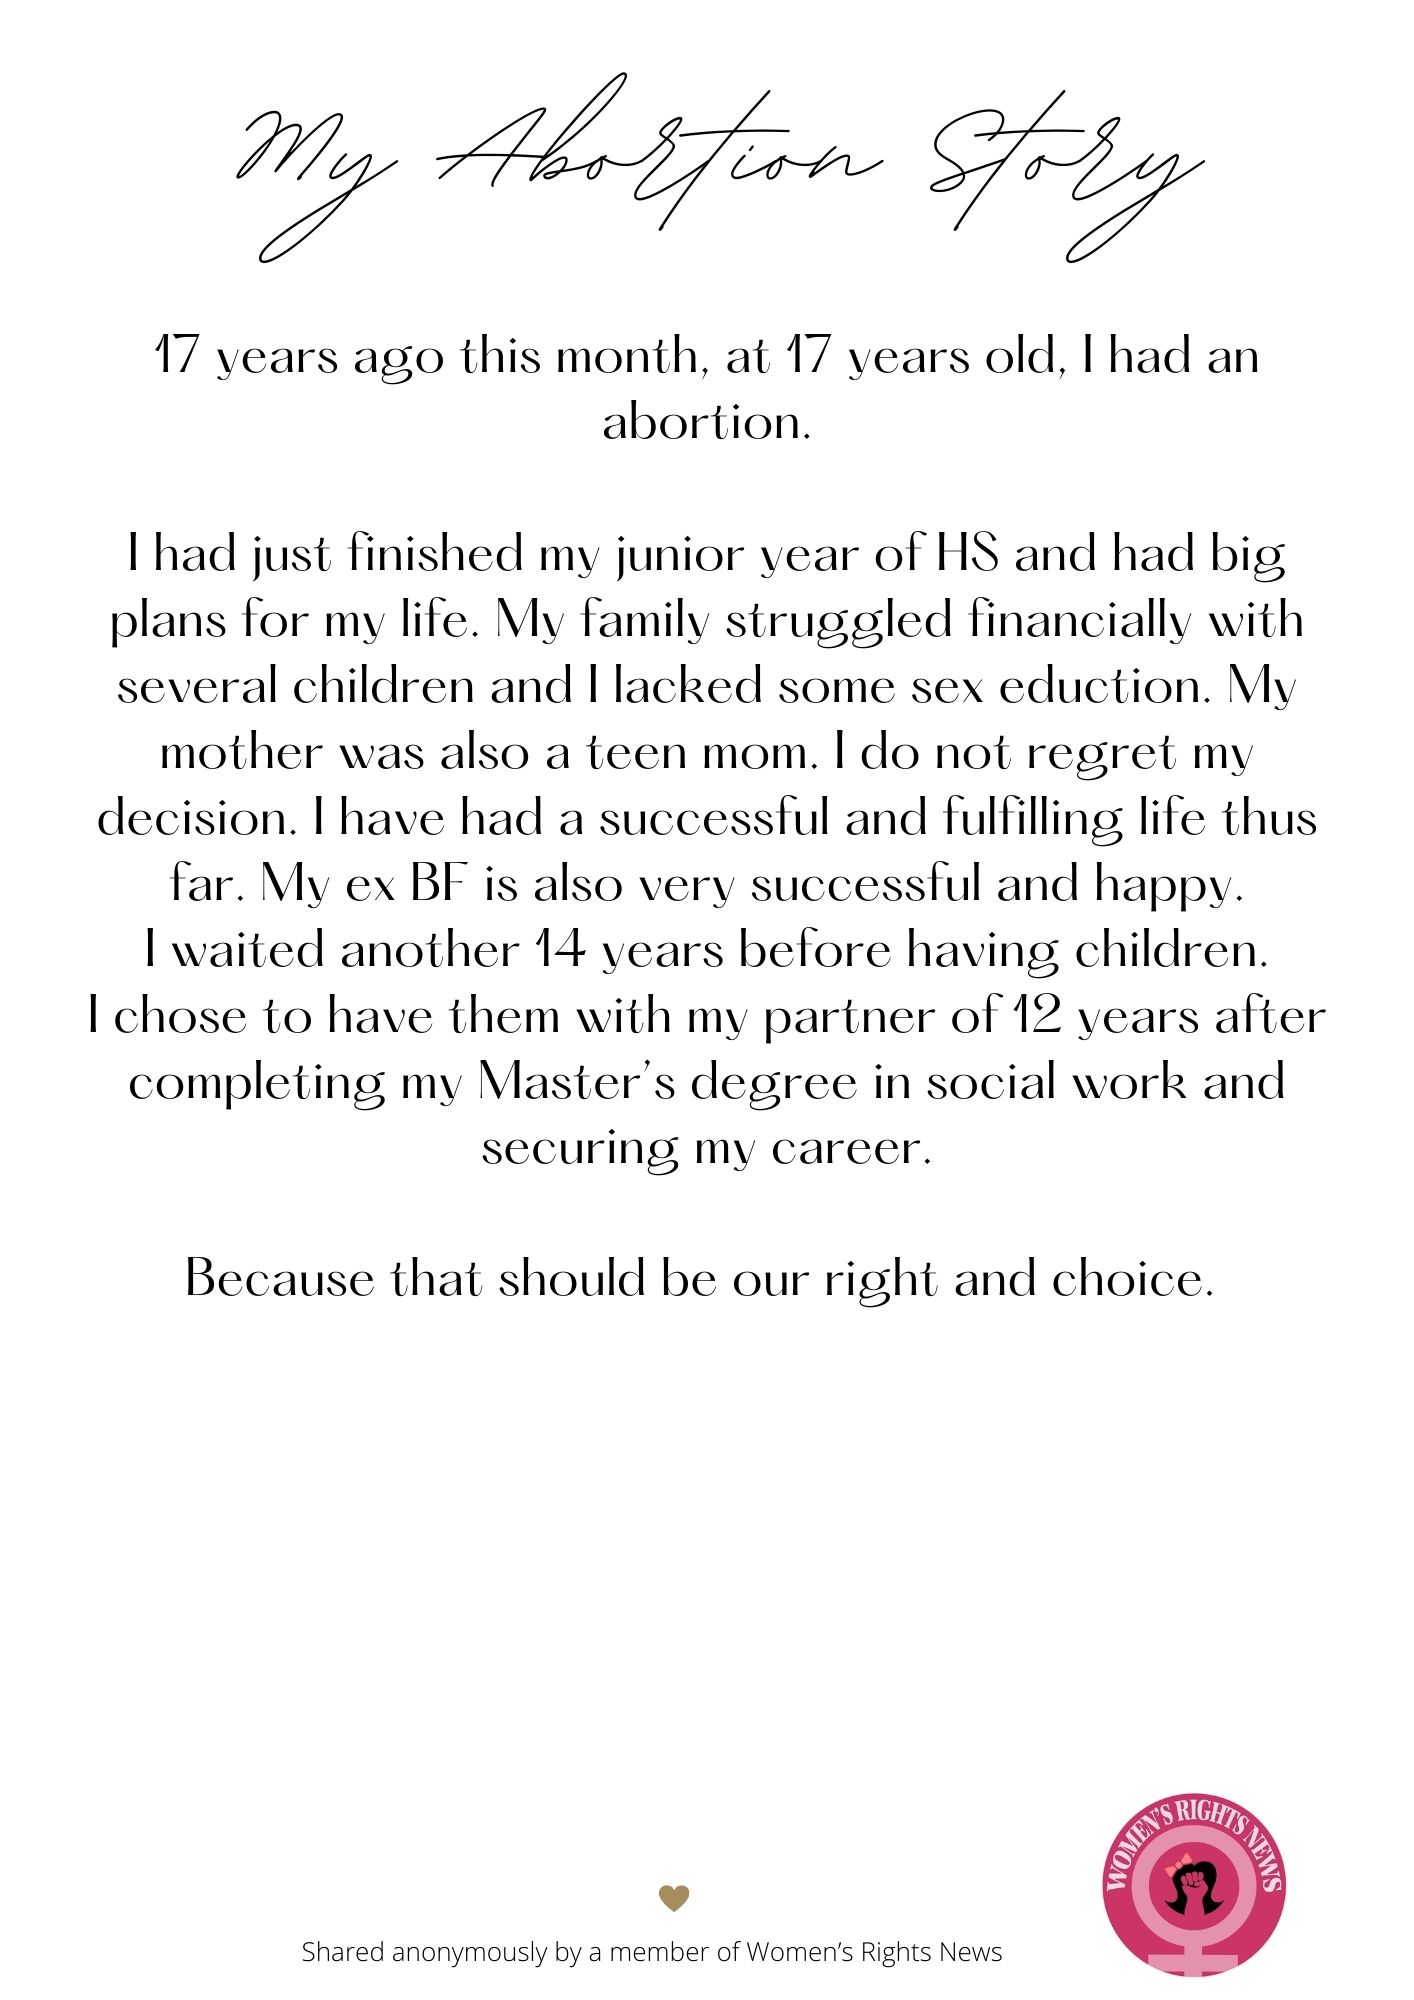 My Abortion Story
17 years ago this month, at 17 years old, I had an
abortion.
I had just finished my junior year of HS and had big
plans for my life. My family struggled financially with
several children and I lacked some sex eduction. My
mother was also a teen mom. I do not regret my
decision. I have had a successful and fulfilling life thus
far. My ex BF is also very successful and happy.
I waited another 14 years before having children.
I chose to have them with my partner of 12 years after
completing my Master's degree in social work and
securing my career.
Because that should be our right and choice.
WOMEN'S RIGHTS NEWS
Shared anonymously by a member of Women's Rights News